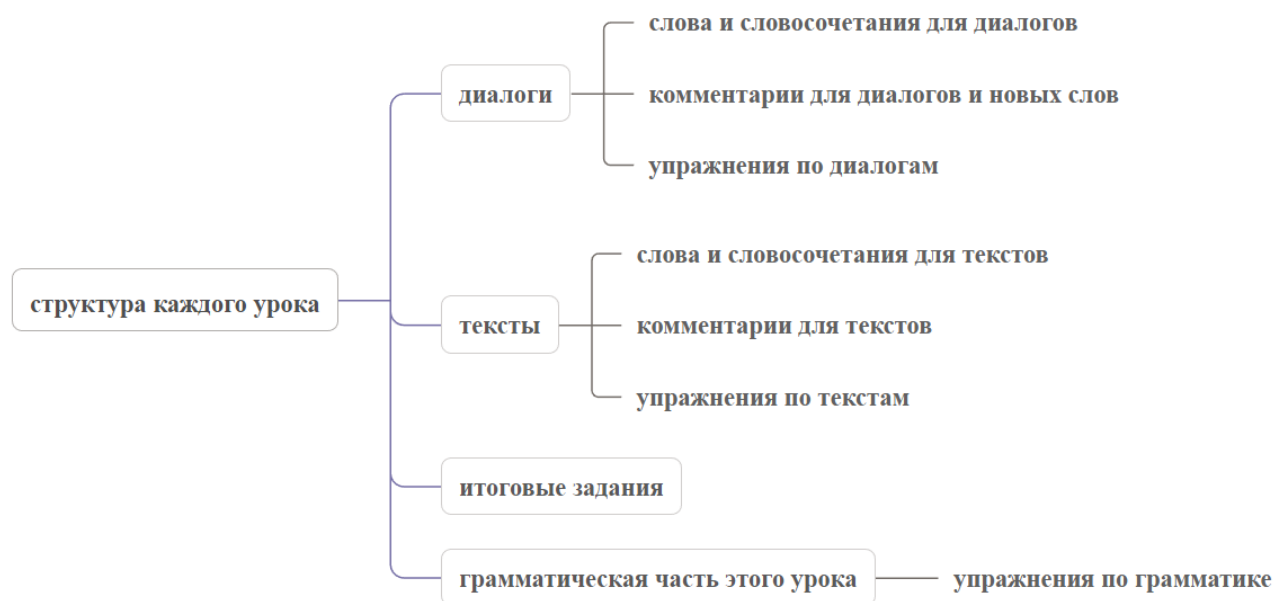 структура каждого урока
диалоги
слова и словосочетания для диалогов
комментарии для диалогов и новых слов
упражнения по диалогам
тексты
слова и словосочетания для текстов
комментарии для текстов
упражнения по текстам
итоговые задания
грамматическая часть этого урока
упражнения по грамматике